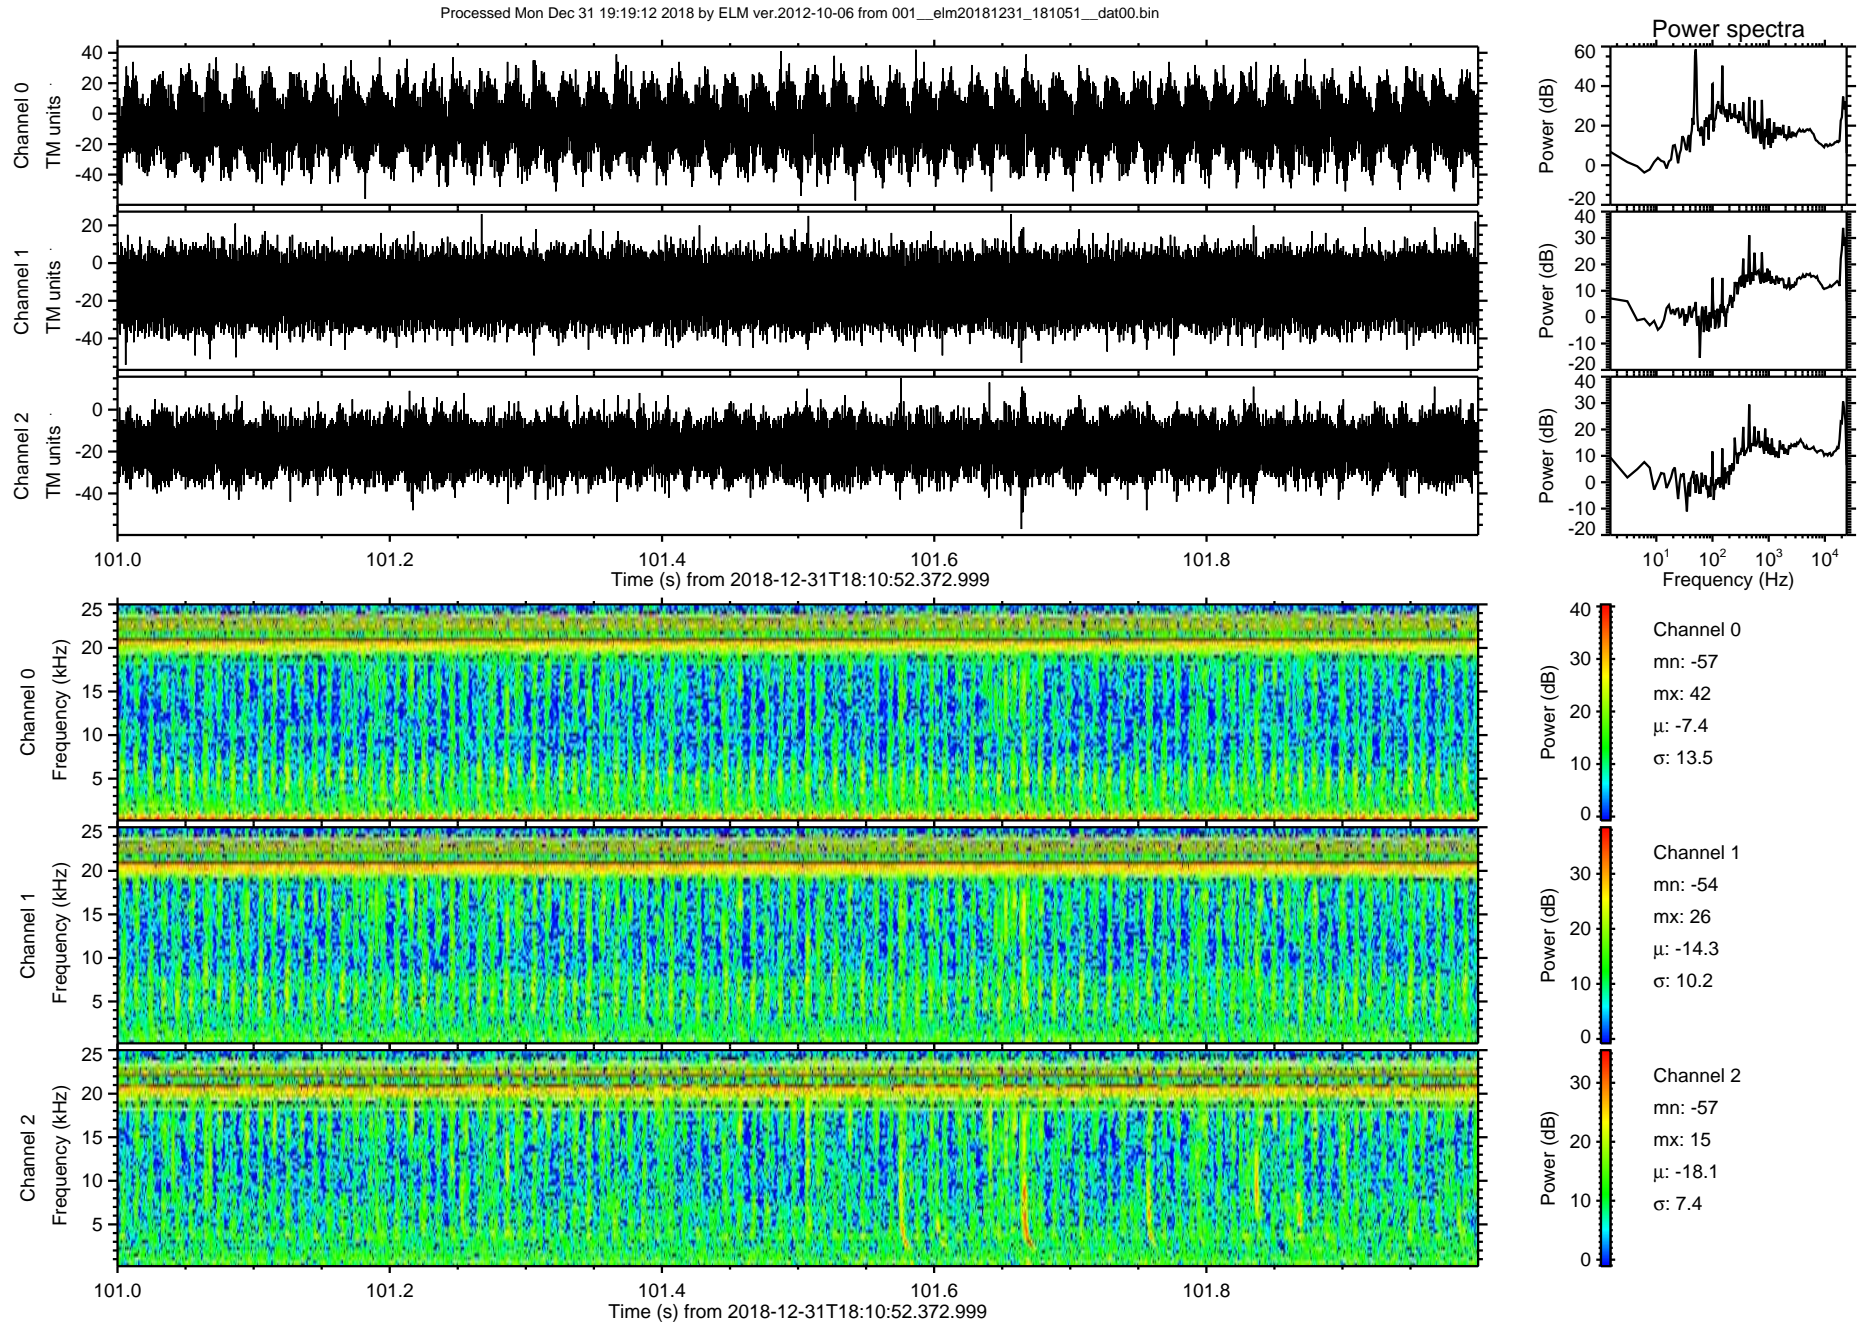 Processed Mon Dec 31 19:19:12 2018 by ELM ver.2012-10-06 from 001__elm20181231_181051__dat00.bin
Power spectra
Channel 0
TM units
40
20
0
-20
-40
Power (dB)
60
40
20
0
-20
Channel 1
TM units
20
0
-20
-40
Power (dB)
40
30
20
10
0
-10
-20
Channel 2
TM units
0
-20
-40
Power (dB)
40
30
20
10
0
-10
-20
101.0 101.2 101.4 101.6 101.8
Time (s) from 2018-12-31T18:10:52.372.999
10^1 10^2 10^3 10^4
Frequency (Hz)
Channel 0
Frequency (kHz)
25
20
15
10
5
Power (dB)
40
30
20
10
0
Channel 0
mn: -57
mx: 42
µ: -7.4
σ: 13.5
Channel 1
Frequency (kHz)
25
20
15
10
5
Power (dB)
30
20
10
0
Channel 1
mn: -54
mx: 26
µ: -14.3
σ: 10.2
Channel 2
Frequency (kHz)
25
20
15
10
5
Power (dB)
30
20
10
0
Channel 2
mn: -57
mx: 15
µ: -18.1
σ: 7.4
101.0 101.2 101.4 101.6 101.8
Time (s) from 2018-12-31T18:10:52.372.999